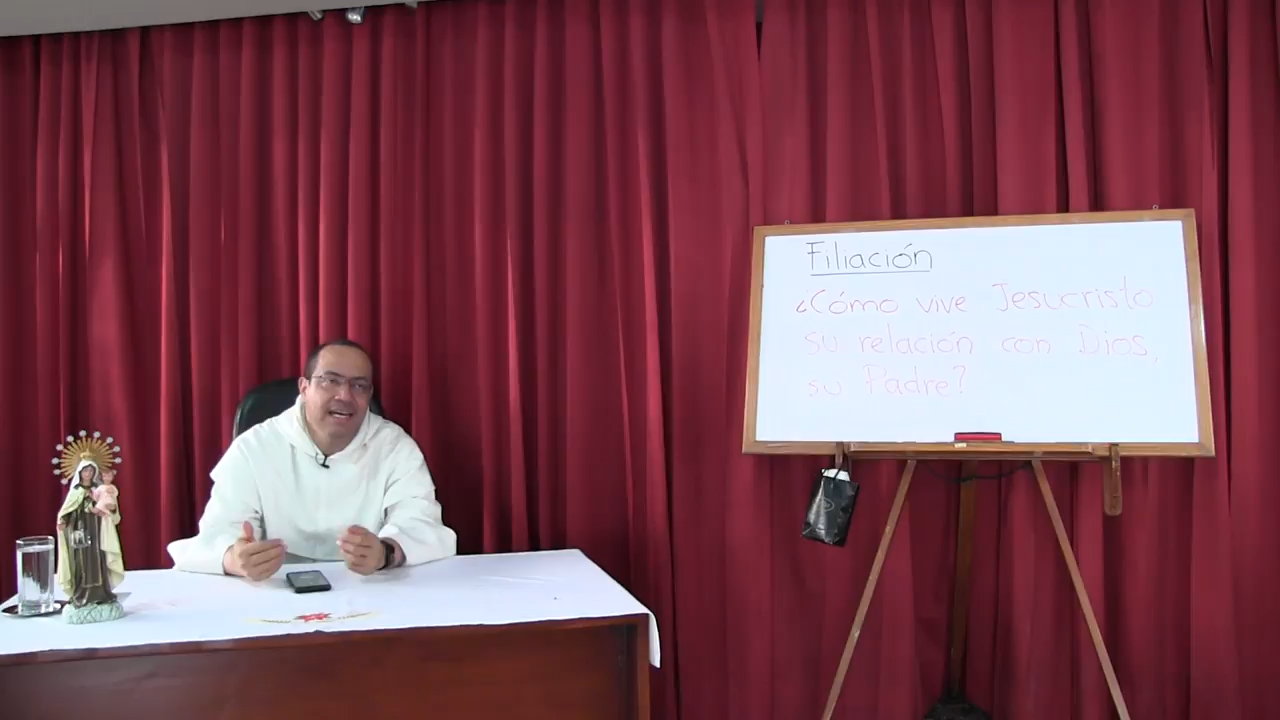 Filiación
¿Cómo vive Jesucristo
su relación con Dios,
su Padre?